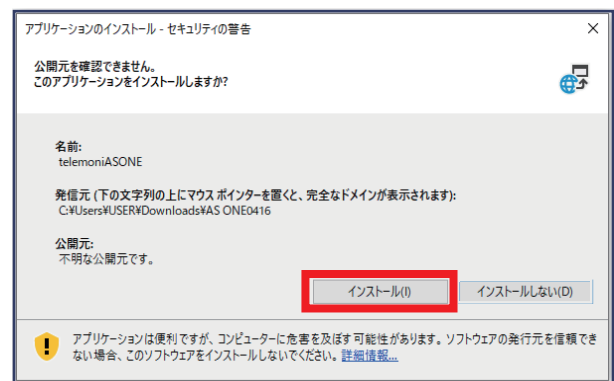 アプリケーションのインストール - セキュリティの警告
公開元を確認できません。
このアプリケーションをインストールしますか?
名前:
telemoniASONE
発信元 (下の文字列の上にマウス ポインターを置くと、完全なドメインが表示されます):
C:¥Users¥USER¥Downloads¥AS ONE0416
公開元:
不明な公開元です。
インストール(I)
インストールしない(D)
アプリケーションは便利ですが、コンピューターに危害を及ぼす可能性があります。ソフトウェアの発行元を信頼でき
ない場合、このソフトウェアをインストールしないでください。詳細情報...